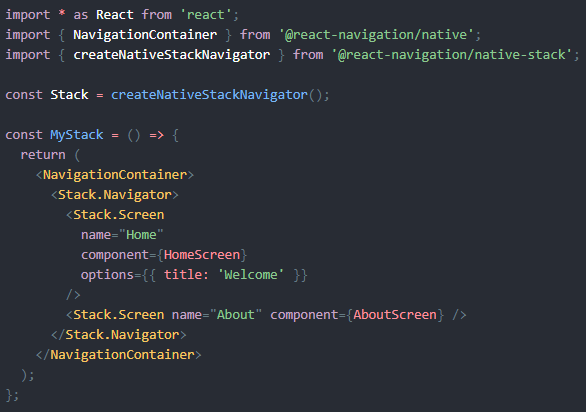 import * as React from 'react';
import { NavigationContainer } from '@react-navigation/native';
import { createNativeStackNavigator } from '@react-navigation/native-stack';

const Stack = createNativeStackNavigator();

const MyStack = () => {
  return (
    <NavigationContainer>
      <Stack.Navigator>
        <Stack.Screen
          name="Home"
          component={HomeScreen}
          options={{ title: 'Welcome' }}
        />
        <Stack.Screen name="About" component={AboutScreen} />
      </Stack.Navigator>
    </NavigationContainer>
  );
};